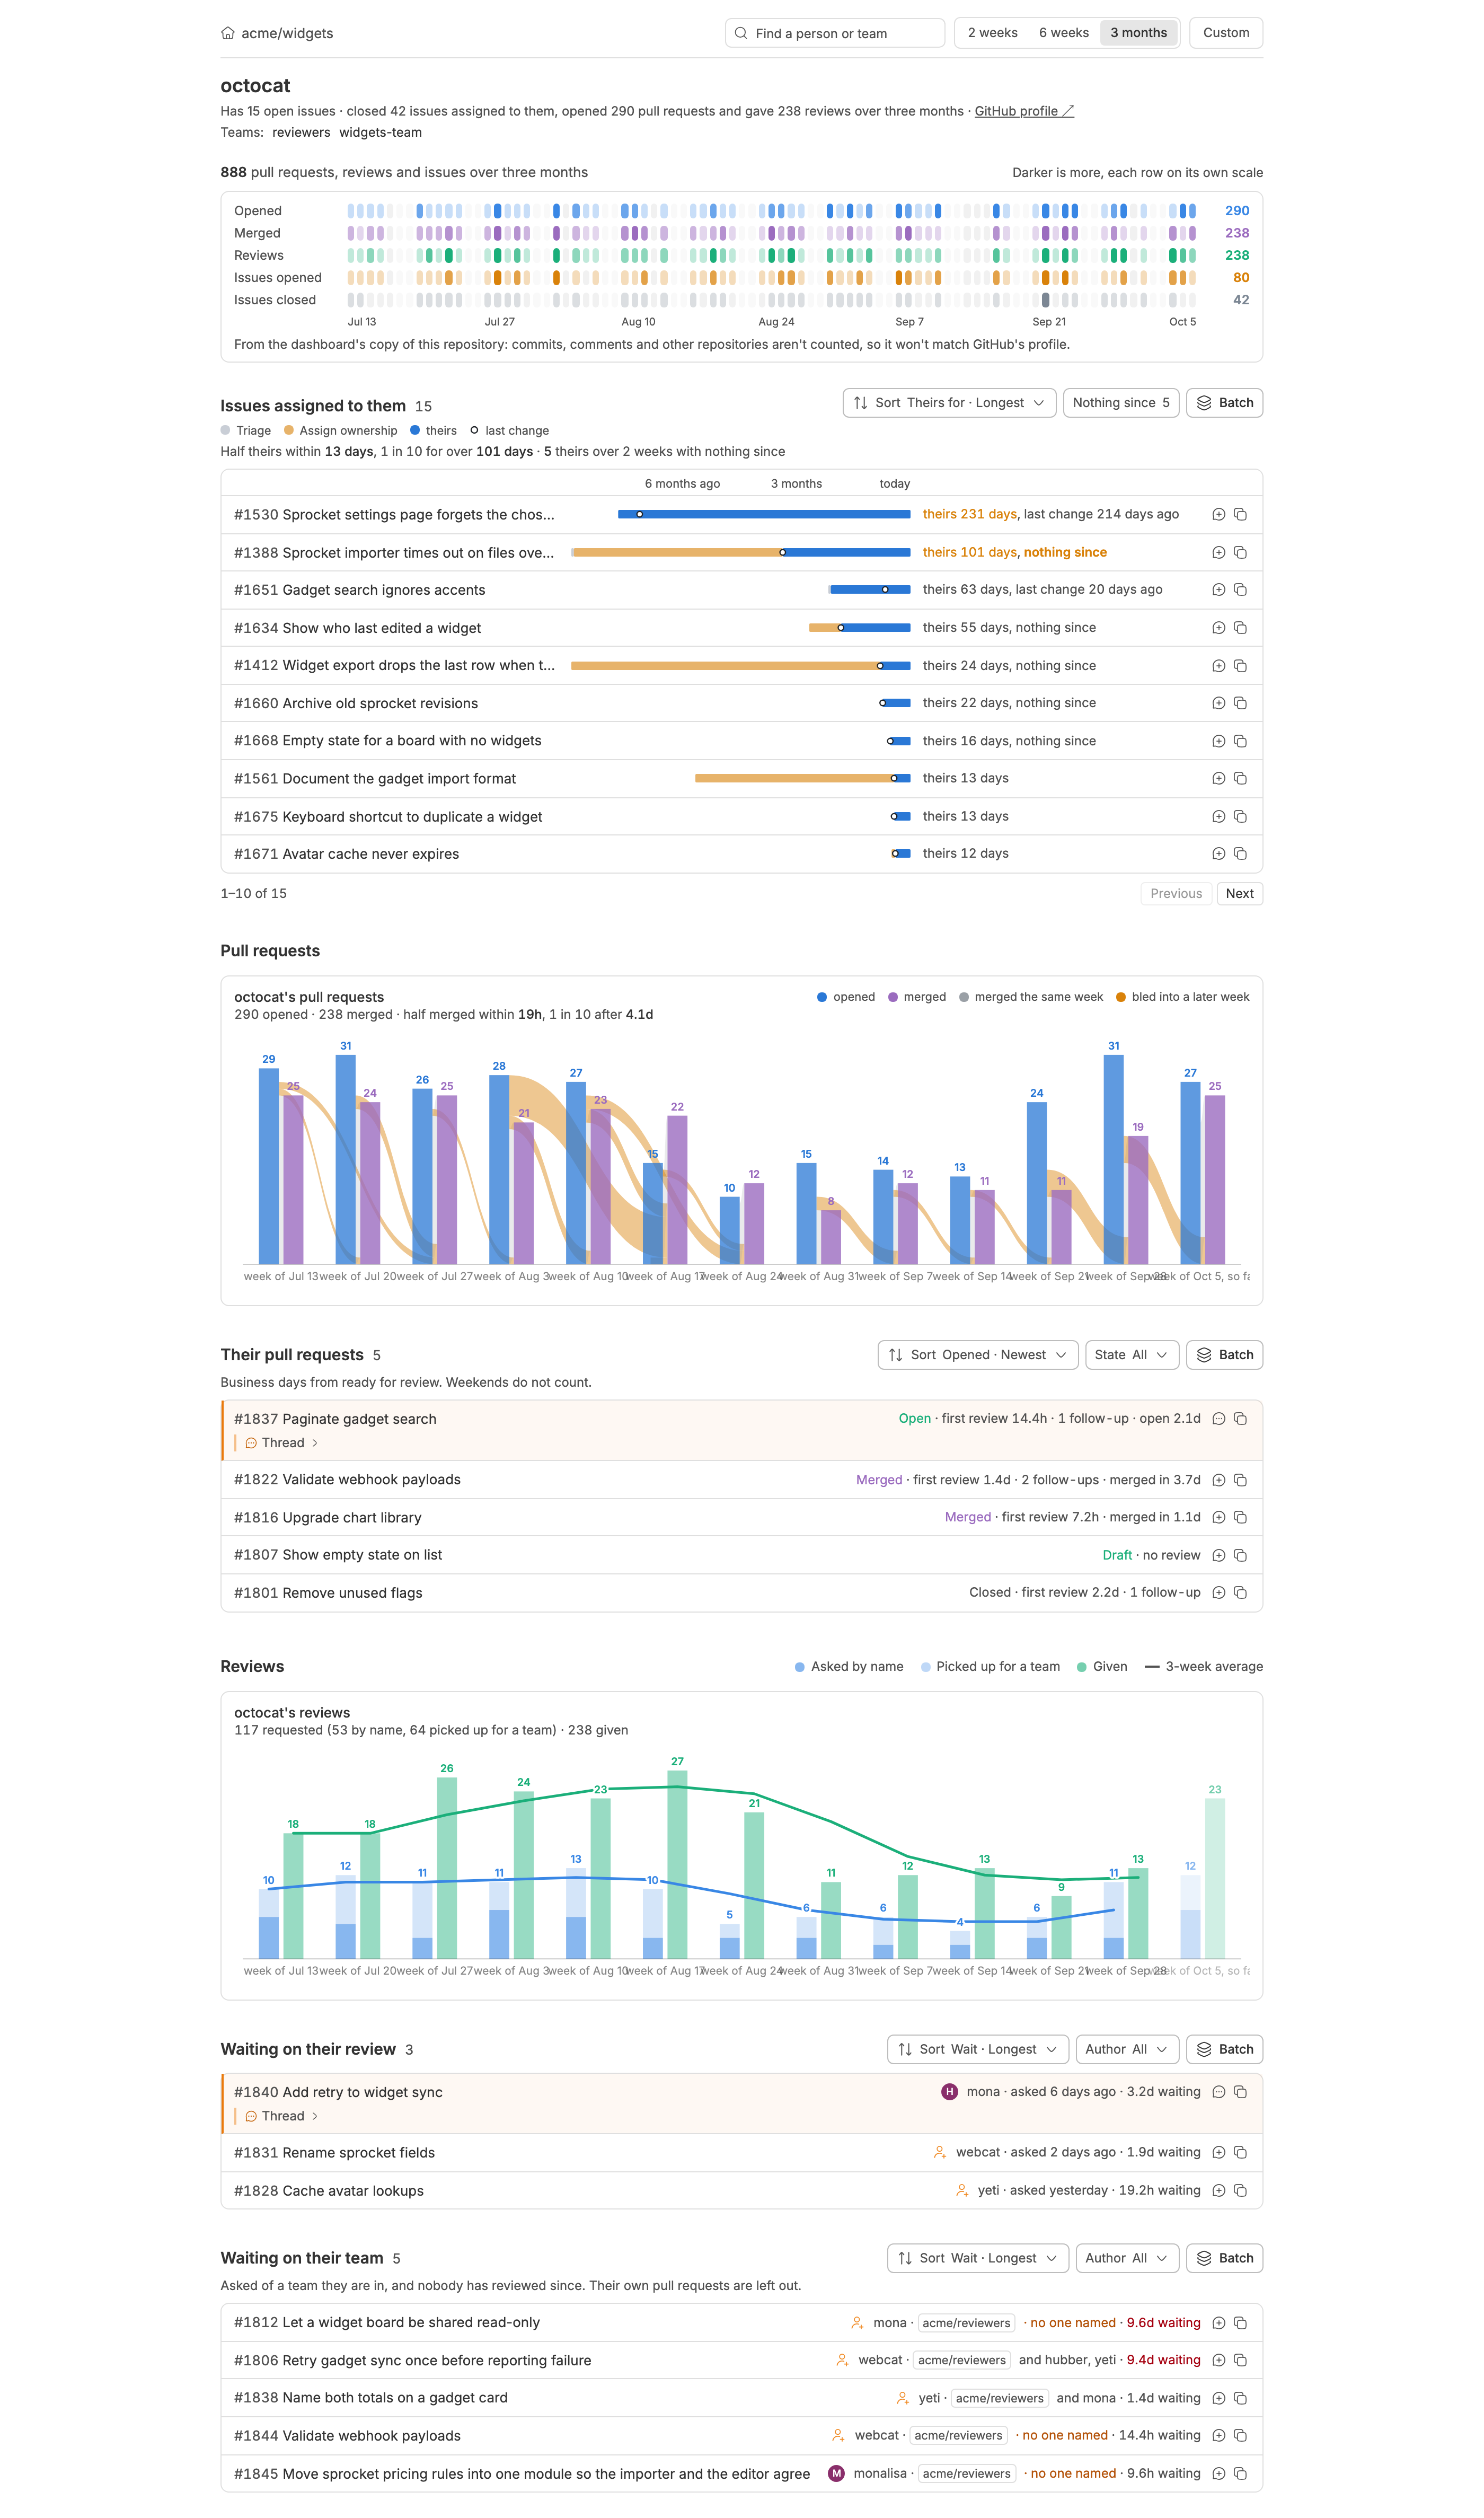 acme/widgets
Find a person or team
2 weeks 6 weeks 3 months Custom
octocat
Has 15 open issues · closed 42 issues assigned to them, opened 290 pull requests and gave 238 reviews over three months · GitHub profile
Teams: reviewers widgets-team
888 pull requests, reviews and issues over three months
Darker is more, each row on its own scale
Opened 290
Merged 238
Reviews 238
Issues opened 80
Issues closed 42
Jul 13 Jul 27 Aug 10 Aug 24 Sep 7 Sep 21 Oct 5
From the dashboard's copy of this repository: commits, comments and other repositories aren't counted, so it won't match GitHub's profile.
Issues assigned to them 15
Sort Theirs for · Longest Nothing since 5 Batch
Triage Assign ownership theirs last change
Half theirs within 13 days, 1 in 10 for over 101 days · 5 theirs over 2 weeks with nothing since
6 months ago 3 months today
#1530 Sprocket settings page forgets the chos... theirs 231 days, last change 214 days ago
#1388 Sprocket importer times out on files ove... theirs 101 days, nothing since
#1651 Gadget search ignores accents theirs 63 days, last change 20 days ago
#1634 Show who last edited a widget theirs 55 days, nothing since
#1412 Widget export drops the last row when t... theirs 24 days, nothing since
#1660 Archive old sprocket revisions theirs 22 days, nothing since
#1668 Empty state for a board with no widgets theirs 16 days, nothing since
#1561 Document the gadget import format theirs 13 days
#1675 Keyboard shortcut to duplicate a widget theirs 13 days
#1671 Avatar cache never expires theirs 12 days
1–10 of 15 Previous Next
Pull requests
octocat's pull requests
opened merged merged the same week bled into a later week
290 opened · 238 merged · half merged within 19h, 1 in 10 after 4.1d
29 25 31 24 26 25 28 21 27 23 15 22 10 12 15 8 14 12 13 11 24 11 31 19 27 25
week of Jul 13 week of Jul 20 week of Jul 27 week of Aug 3 week of Aug 10 week of Aug 17 week of Aug 24 week of Aug 31 week of Sep 7 week of Sep 14 week of Sep 21 week of Sep 28 week of Oct 5, so fa
Their pull requests 5
Sort Opened · Newest State All Batch
Business days from ready for review. Weekends do not count.
#1837 Paginate gadget search Open · first review 14.4h · 1 follow-up · open 2.1d
Thread
#1822 Validate webhook payloads Merged · first review 1.4d · 2 follow-ups · merged in 3.7d
#1816 Upgrade chart library Merged · first review 7.2h · merged in 1.1d
#1807 Show empty state on list Draft · no review
#1801 Remove unused flags Closed · first review 2.2d · 1 follow-up
Reviews
Asked by name Picked up for a team Given 3-week average
octocat's reviews
117 requested (53 by name, 64 picked up for a team) · 238 given
10 18 12 18 11 26 11 24 13 23 10 27 5 21 6 11 6 12 4 13 6 9 11 13 12 23
week of Jul 13 week of Jul 20 week of Jul 27 week of Aug 3 week of Aug 10 week of Aug 17 week of Aug 24 week of Aug 31 week of Sep 7 week of Sep 14 week of Sep 21 week of Sep 28 week of Oct 5, so fa
Waiting on their review 3
Sort Wait · Longest Author All Batch
#1840 Add retry to widget sync H mona · asked 6 days ago · 3.2d waiting
Thread
#1831 Rename sprocket fields webcat · asked 2 days ago · 1.9d waiting
#1828 Cache avatar lookups yeti · asked yesterday · 19.2h waiting
Waiting on their team 5
Sort Wait · Longest Author All Batch
Asked of a team they are in, and nobody has reviewed since. Their own pull requests are left out.
#1812 Let a widget board be shared read-only mona · acme/reviewers · no one named · 9.6d waiting
#1806 Retry gadget sync once before reporting failure webcat · acme/reviewers and hubber, yeti · 9.4d waiting
#1838 Name both totals on a gadget card yeti · acme/reviewers and mona · 1.4d waiting
#1844 Validate webhook payloads webcat · acme/reviewers · no one named · 14.4h waiting
#1845 Move sprocket pricing rules into one module so the importer and the editor agree M monalisa · acme/reviewers · no one named · 9.6h waiting